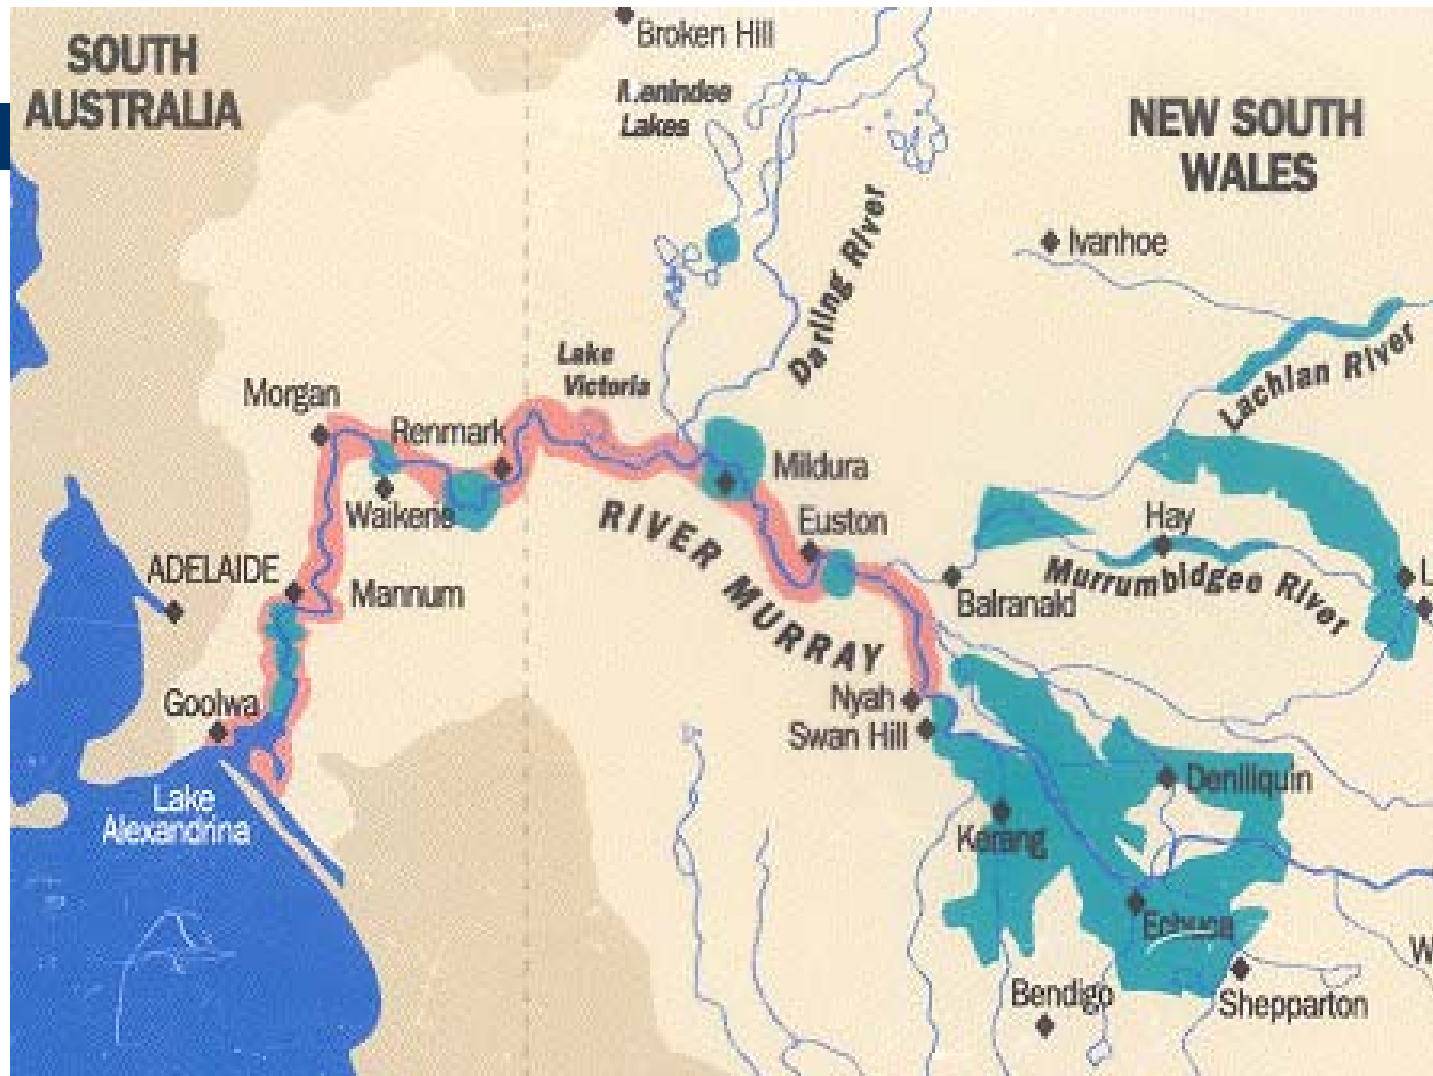 SOUTH
AUSTRALIA
Broken Hill
Menindee
Lakes
NEW SOUTH
WALES
Ivanhoe
Darling River
Lachlan River
Lake
Victoria
Morgan
Renmark
Mildura
Waikerie
RIVER MURRAY
Euston
Hay
ADELAIDE
Mannum
Balranald
Murrumbidgee River
Goolwa
Nyah
Swan Hill
Deniliquin
Lake
Alexandrina
Kerang
Echuca
Bendigo
Shepparton